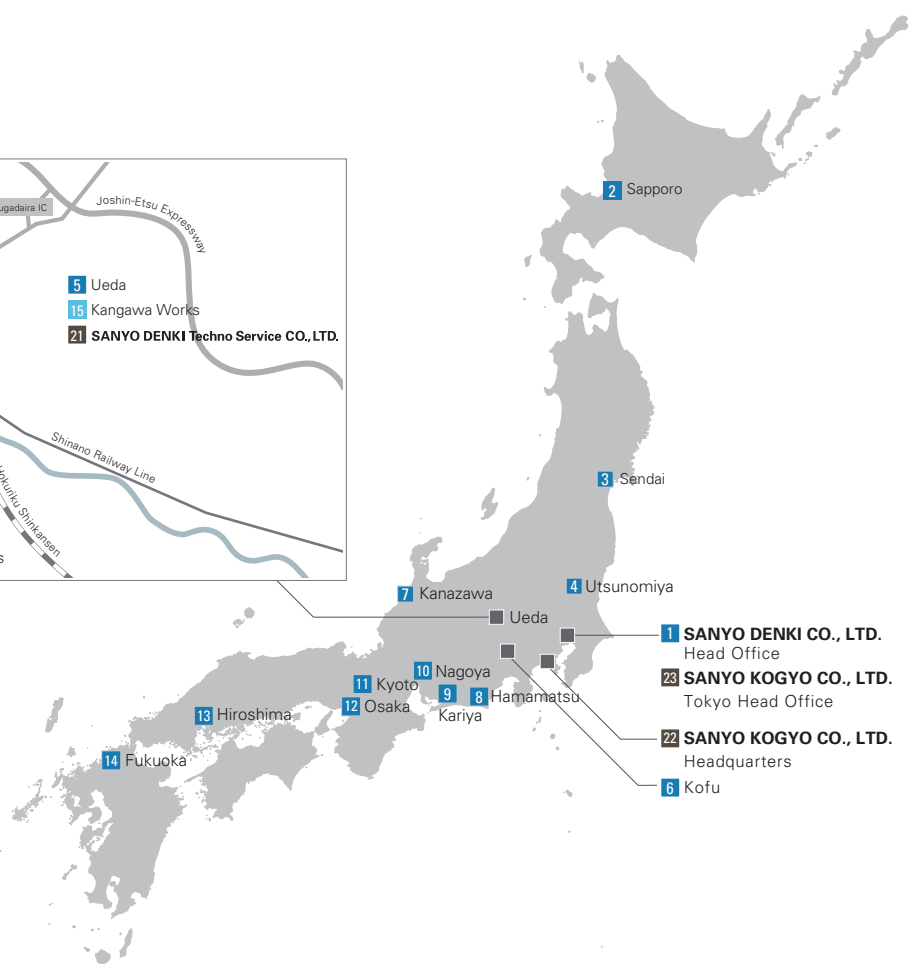 2 Sapporo
ugadaira IC
Joshin-Etsu Expressway
5 Ueda
15 Kangawa Works
21 SANYO DENKI Techno Service CO., LTD.
Shinano Railway Line
Hokuriku Shinkansen
s
3 Sendai
4 Utsunomiya
7 Kanazawa
Ueda
1 SANYO DENKI CO., LTD.
Head Office
23 SANYO KOGYO CO., LTD.
Tokyo Head Office
10 Nagoya
11 Kyoto
9
Kariya
8 Hamamatsu
12 Osaka
13 Hiroshima
22 SANYO KOGYO CO., LTD.
Headquarters
14 Fukuoka
6 Kofu